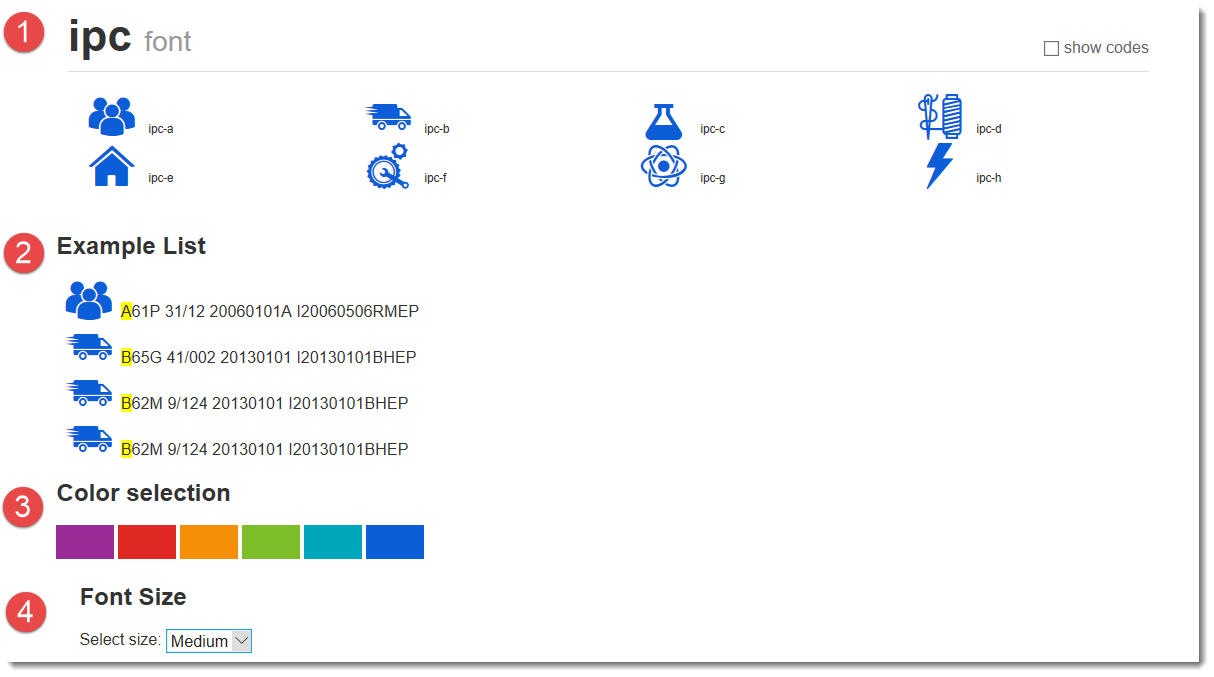 1
ipc font
show codes
ipc-a ipc-b ipc-c ipc-d
ipc-e ipc-f ipc-g ipc-h
2
Example List
A61P 31/12 20060101A I20060506RMEP
B65G 41/002 20130101 I20130101BHEP
B62M 9/124 20130101 I20130101BHEP
B62M 9/124 20130101 I20130101BHEP
3
Color selection
4
Font Size
Select size: Medium